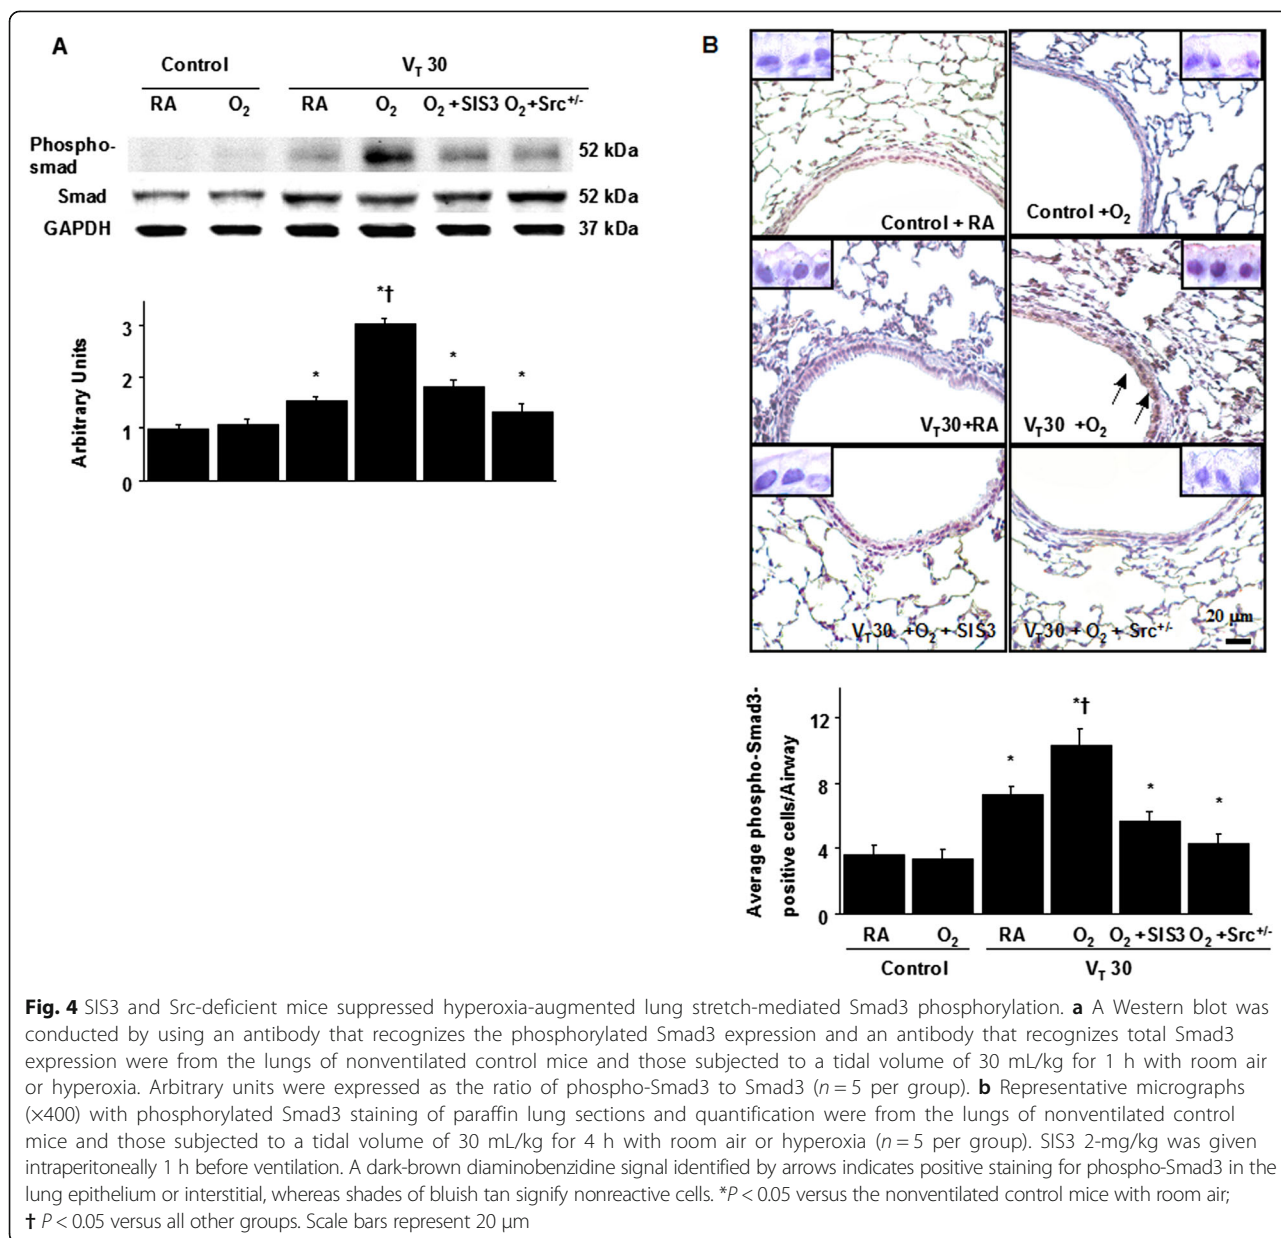 A
Control V_T 30
RA O₂ RA O₂ O₂ +SIS3 O₂ +Src⁺/⁻
Phospho-
smad 52 kDa
Smad 52 kDa
GAPDH 37 kDa
*†
3
*
2
* *
1
0
Arbitrary Units
B
Control + RA
Control +O₂
V_T30+RA
V_T30 +O₂
V_T30 +O₂ + SIS3
V_T30 + O₂ + Src⁺/⁻
20 µm
*†
12
*
8
* *
4
0
Average phospho-Smad3-
positive cells/Airway
RA O₂ RA O₂ O₂ +SIS3 O₂ +Src⁺/⁻
Control V_T 30
Fig. 4 SIS3 and Src-deficient mice suppressed hyperoxia-augmented lung stretch-mediated Smad3 phosphorylation. a A Western blot was
conducted by using an antibody that recognizes the phosphorylated Smad3 expression and an antibody that recognizes total Smad3
expression were from the lungs of nonventilated control mice and those subjected to a tidal volume of 30 mL/kg for 1 h with room air
or hyperoxia. Arbitrary units were expressed as the ratio of phospho-Smad3 to Smad3 (n = 5 per group). b Representative micrographs
(×400) with phosphorylated Smad3 staining of paraffin lung sections and quantification were from the lungs of nonventilated control
mice and those subjected to a tidal volume of 30 mL/kg for 4 h with room air or hyperoxia (n = 5 per group). SIS3 2-mg/kg was given
intraperitoneally 1 h before ventilation. A dark-brown diaminobenzidine signal identified by arrows indicates positive staining for phospho-Smad3 in the
lung epithelium or interstitial, whereas shades of bluish tan signify nonreactive cells. *P < 0.05 versus the nonventilated control mice with room air;
† P < 0.05 versus all other groups. Scale bars represent 20 µm